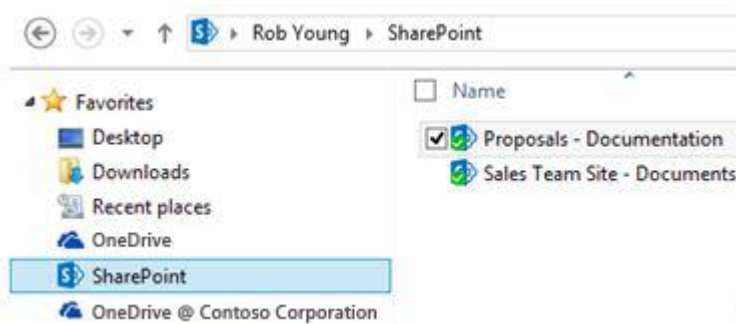 Rob Young SharePoint
Favorites
Desktop
Downloads
Recent places
OneDrive
SharePoint
OneDrive @ Contoso Corporation
Name
Proposals - Documentation
Sales Team Site - Documents